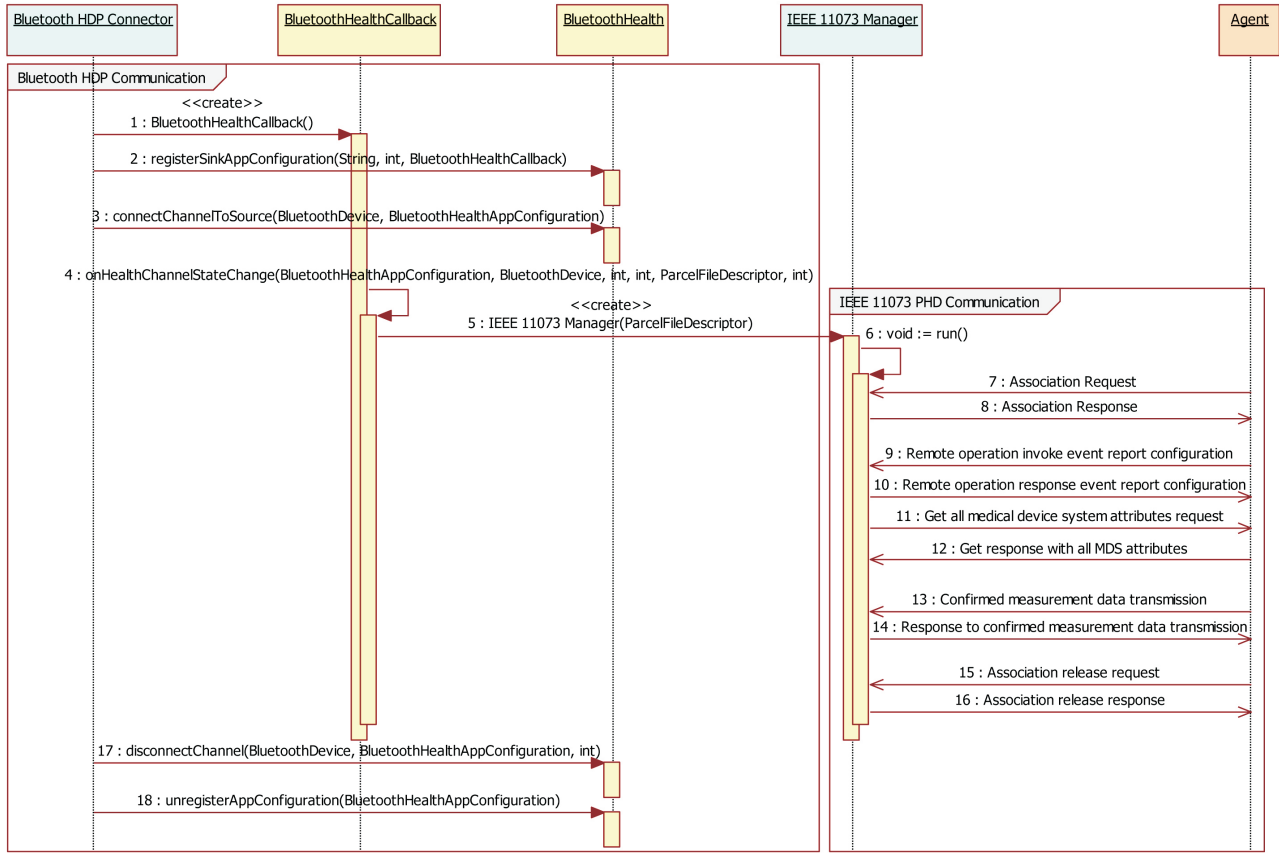 Bluetooth HDP Connector
BluetoothHealthCallback
BluetoothHealth
IEEE 11073 Manager
Agent
Bluetooth HDP Communication
<<create>>
1 : BluetoothHealthCallback()
2 : registerSinkAppConfiguration(String, int, BluetoothHealthCallback)
3 : connectChannelToSource(BluetoothDevice, BluetoothHealthAppConfiguration)
4 : onHealthChannelStateChange(BluetoothHealthAppConfiguration, BluetoothDevice, int, int, ParcelFileDescriptor, int)
<<create>>
5 : IEEE 11073 Manager(ParcelFileDescriptor)
IEEE 11073 PHD Communication
6 : void := run()
7 : Association Request
8 : Association Response
9 : Remote operation invoke event report configuration
10 : Remote operation response event report configuration
11 : Get all medical device system attributes request
12 : Get response with all MDS attributes
13 : Confirmed measurement data transmission
14 : Response to confirmed measurement data transmission
15 : Association release request
16 : Association release response
17 : disconnectChannel(BluetoothDevice, BluetoothHealthAppConfiguration, int)
18 : unregisterAppConfiguration(BluetoothHealthAppConfiguration)